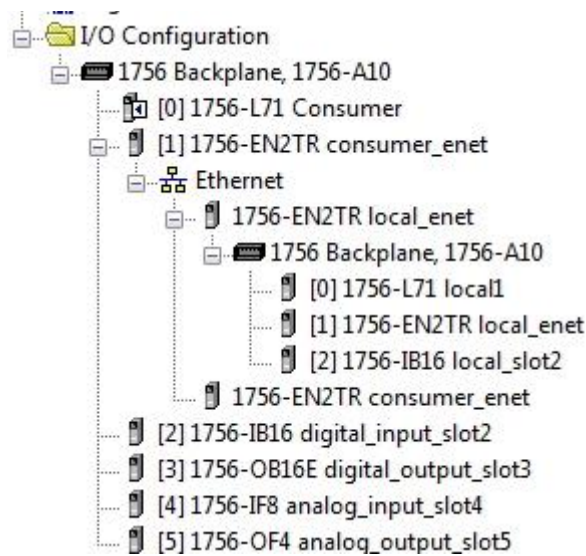 I/O Configuration
1756 Backplane, 1756-A10
[0] 1756-L71 Consumer
[1] 1756-EN2TR consumer_enet
Ethernet
1756-EN2TR local_enet
1756 Backplane, 1756-A10
[0] 1756-L71 local1
[1] 1756-EN2TR local_enet
[2] 1756-IB16 local_slot2
1756-EN2TR consumer_enet
[2] 1756-IB16 digital_input_slot2
[3] 1756-OB16E digital_output_slot3
[4] 1756-IF8 analog_input_slot4
[5] 1756-OF4 analog_output_slot5